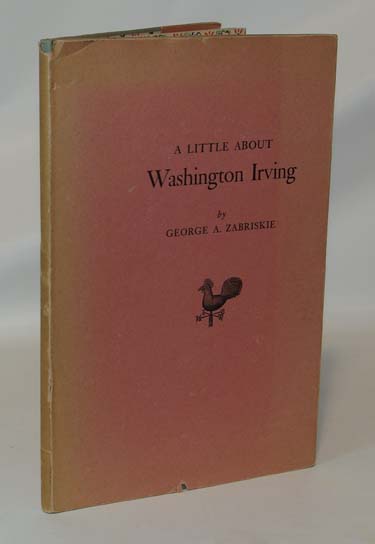 A LITTLE ABOUT
Washington Irving
by
GEORGE A. ZABRISKIE